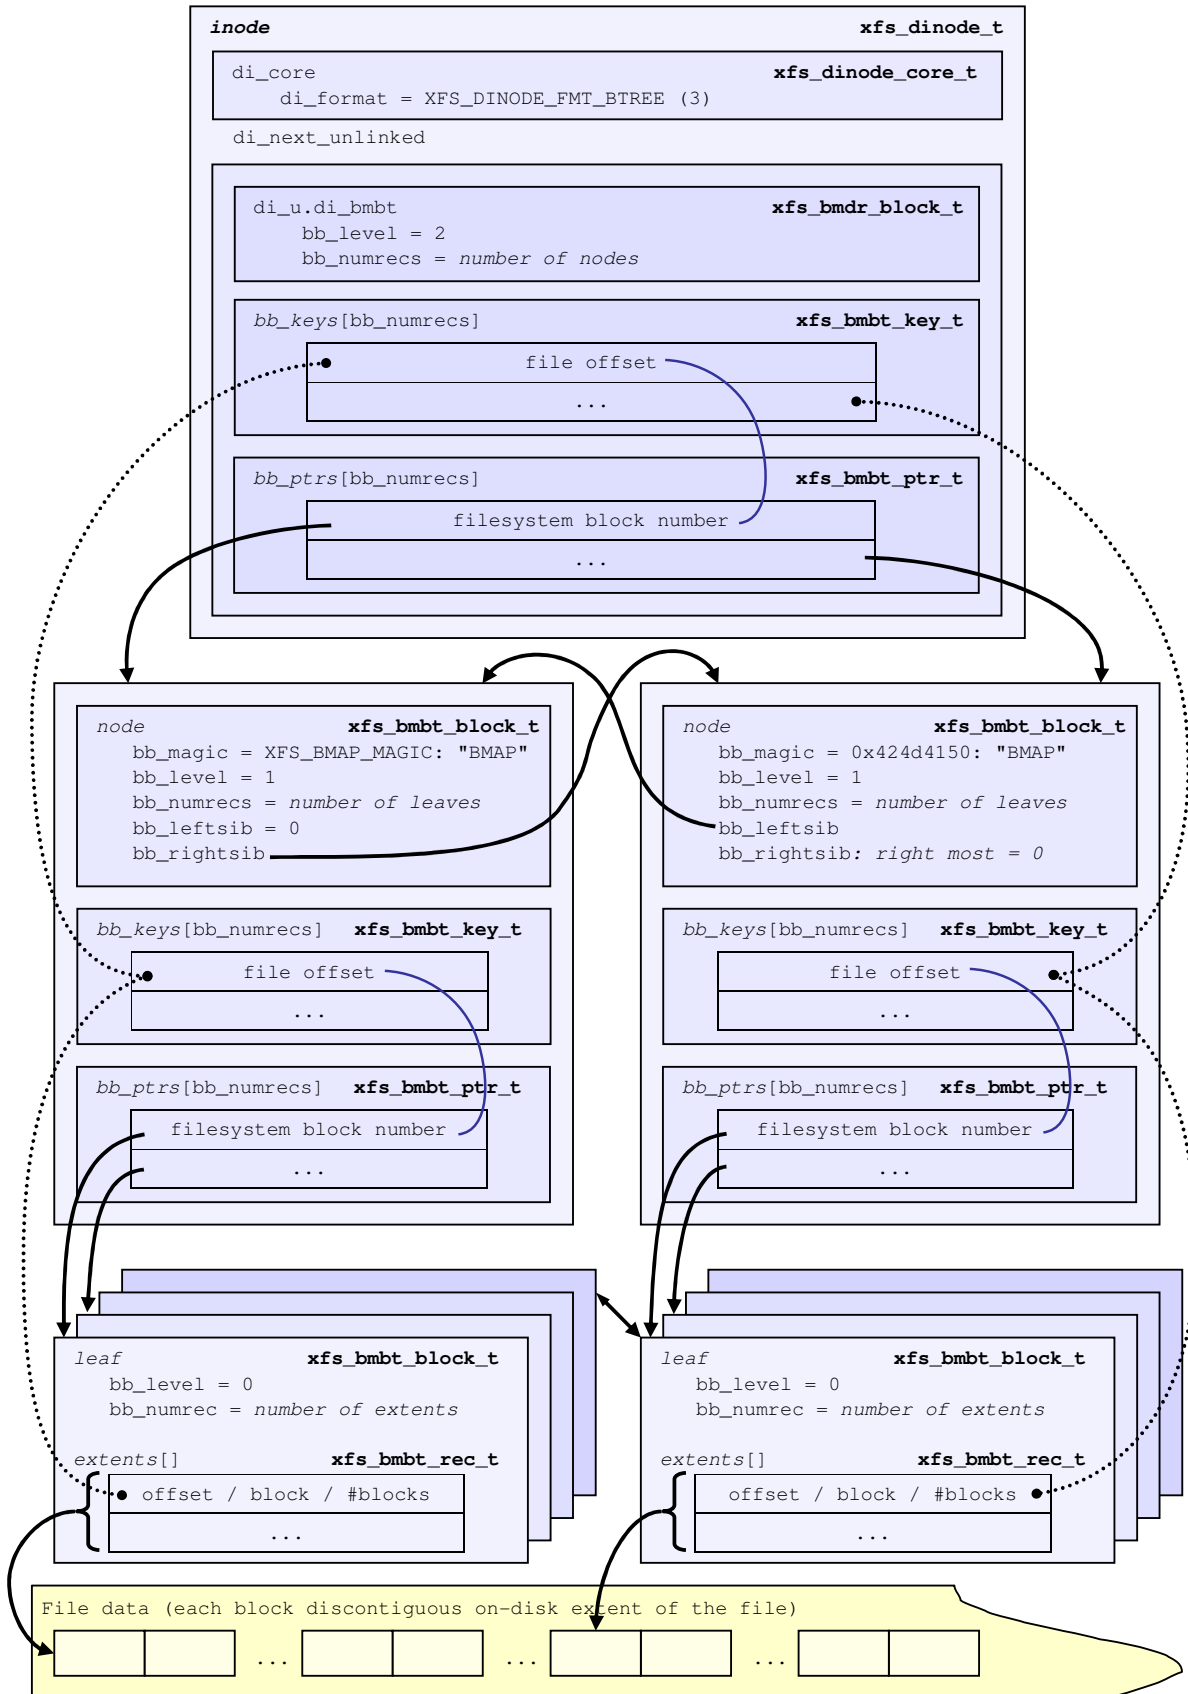 inode xfs_dinode_t
di_core xfs_dinode_core_t
di_format = XFS_DINODE_FMT_BTREE (3)
di_next_unlinked
di_u.di_bmbt xfs_bmdr_block_t
bb_level = 2
bb_numrecs = number of nodes
bb_keys[bb_numrecs] xfs_bmbt_key_t
file offset
...
bb_ptrs[bb_numrecs] xfs_bmbt_ptr_t
filesystem block number
...
node xfs_bmbt_block_t
bb_magic = XFS_BMAP_MAGIC: "BMAP"
bb_level = 1
bb_numrecs = number of leaves
bb_leftsib = 0
bb_rightsib
bb_keys[bb_numrecs] xfs_bmbt_key_t
file offset
...
bb_ptrs[bb_numrecs] xfs_bmbt_ptr_t
filesystem block number
...
node xfs_bmbt_block_t
bb_magic = 0x424d4150: "BMAP"
bb_level = 1
bb_numrecs = number of leaves
bb_leftsib
bb_rightsib: right most = 0
bb_keys[bb_numrecs] xfs_bmbt_key_t
file offset
...
bb_ptrs[bb_numrecs] xfs_bmbt_ptr_t
filesystem block number
...
leaf xfs_bmbt_block_t
bb_level = 0
bb_numrec = number of extents
extents[] xfs_bmbt_rec_t
offset / block / #blocks
...
leaf xfs_bmbt_block_t
bb_level = 0
bb_numrec = number of extents
extents[] xfs_bmbt_rec_t
offset / block / #blocks
...
File data (each block discontiguous on-disk extent of the file)
... ... ...